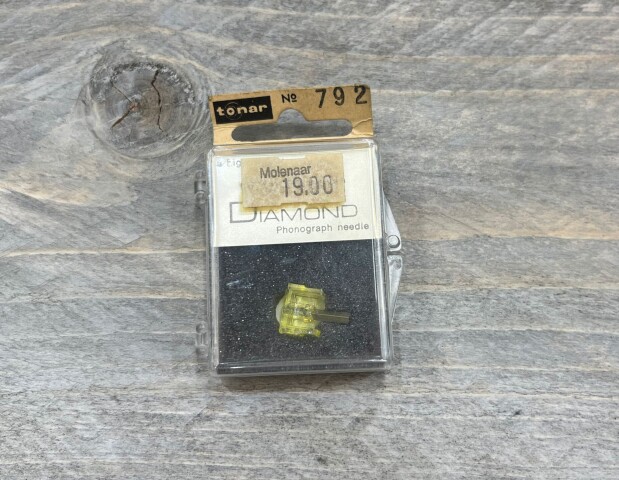 tonar № 792
Molenaar
19.00
DIAMOND
Phonograph needle